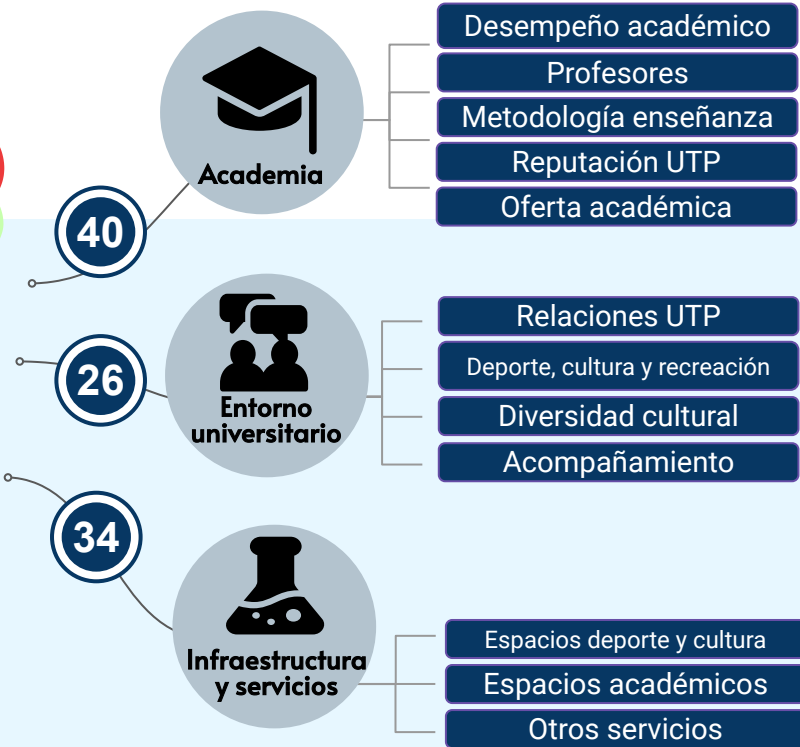 40
Academia
Desempeño académico
Profesores
Metodología enseñanza
Reputación UTP
Oferta académica
26
Entorno
universitario
Relaciones UTP
Deporte, cultura y recreación
Diversidad cultural
Acompañamiento
34
Infraestructura
y servicios
Espacios deporte y cultura
Espacios académicos
Otros servicios